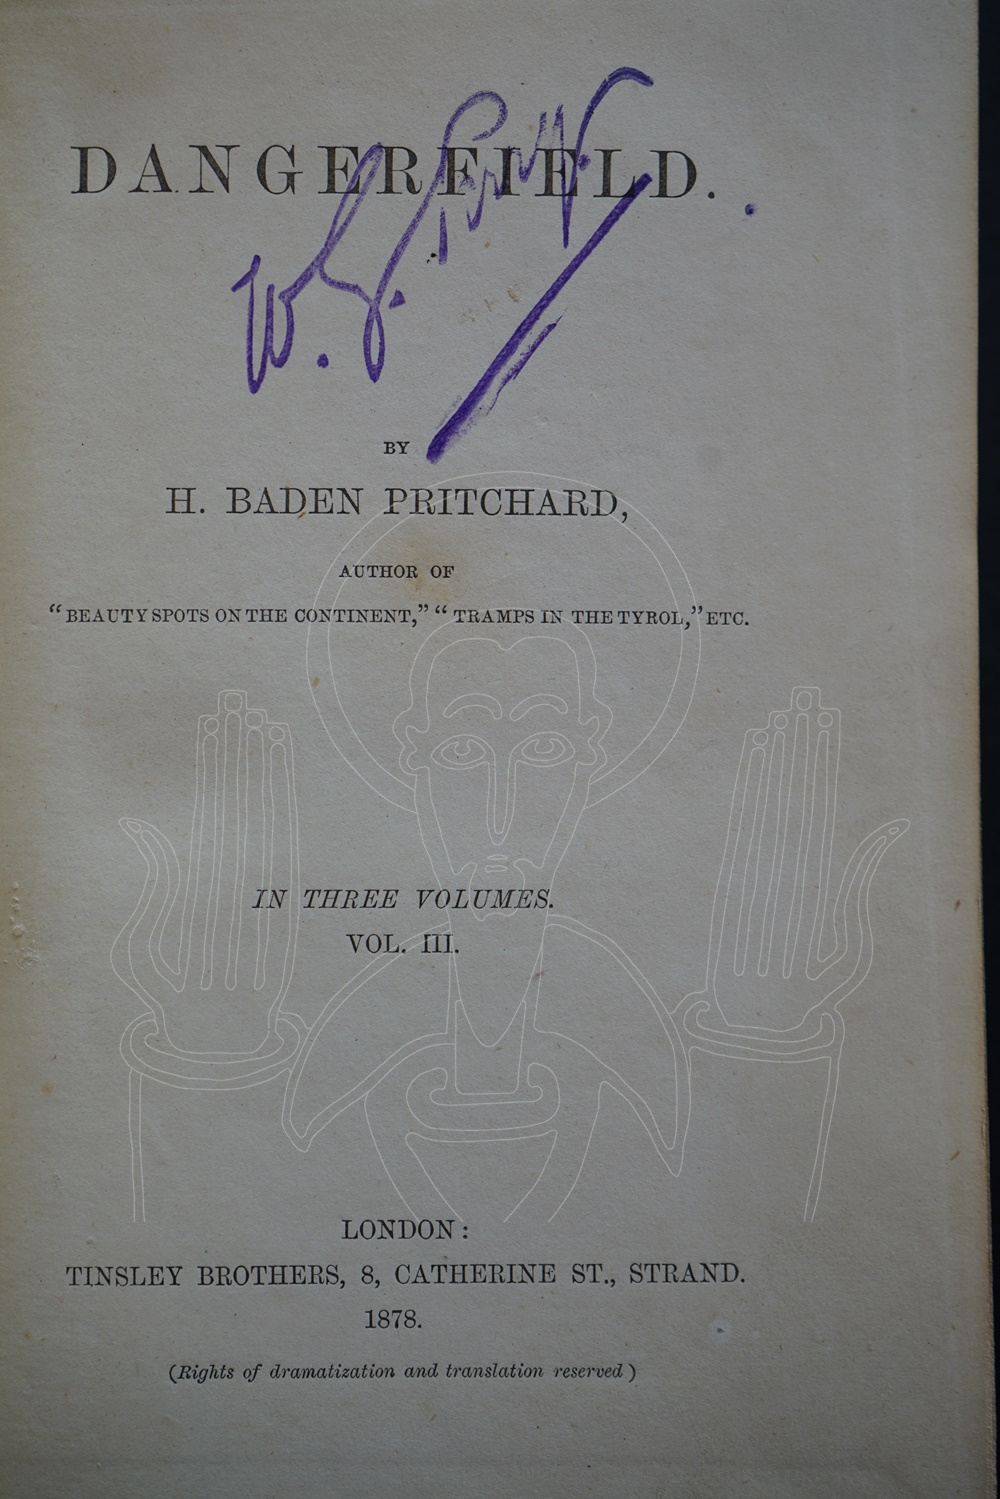 DANGERFIELD.
W. G. Perry.
BY
H. BADEN PRITCHARD,
AUTHOR OF
“BEAUTY SPOTS ON THE CONTINENT,” “TRAMPS IN THE TYROL,” ETC.
IN THREE VOLUMES.
VOL. III.
LONDON:
TINSLEY BROTHERS, 8, CATHERINE ST., STRAND.
1878.
(Rights of dramatization and translation reserved)